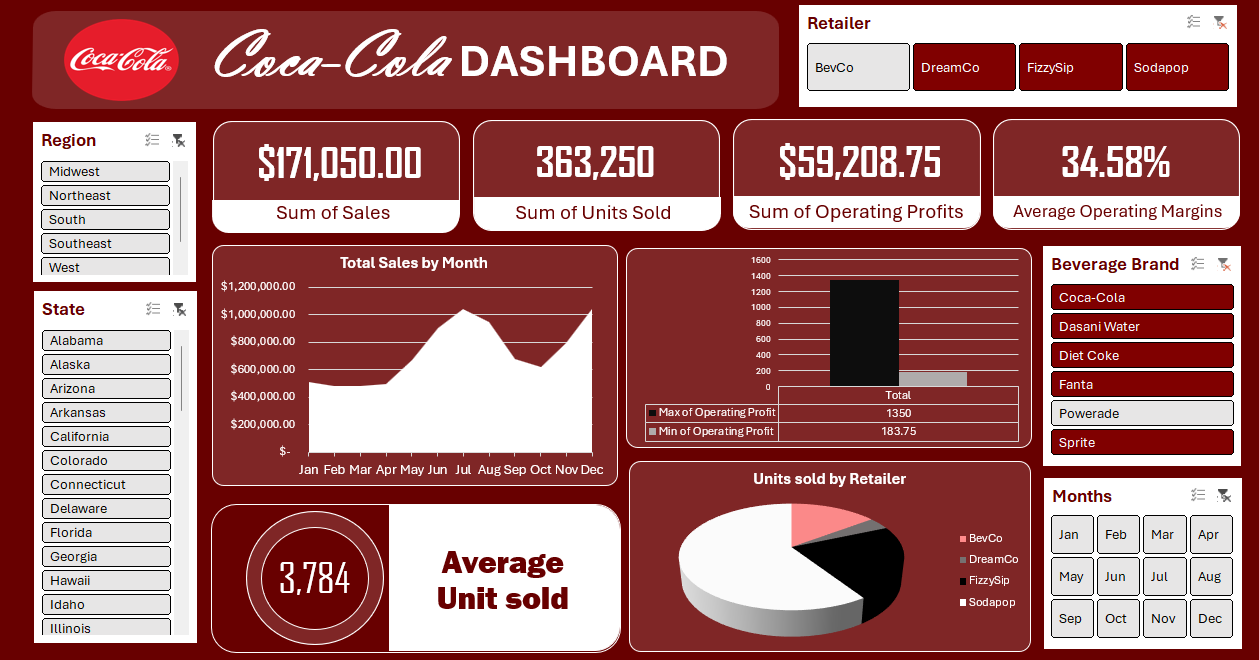 Coca-Cola®
Coca-Cola DASHBOARD
Retailer
BevCo
DreamCo
FizzySip
Sodapop
Region
Midwest
Northeast
South
Southeast
West
$171,050.00
Sum of Sales
363,250
Sum of Units Sold
$59,208.75
Sum of Operating Profits
34.58%
Average Operating Margins
State
Alabama
Alaska
Arizona
Arkansas
California
Colorado
Connecticut
Delaware
Florida
Georgia
Hawaii
Idaho
Illinois
Total Sales by Month
$1,200,000.00
$1,000,000.00
$800,000.00
$600,000.00
$400,000.00
$200,000.00
$-
Jan Feb Mar Apr May Jun Jul Aug Sep Oct Nov Dec
1600
1400
1200
1000
800
600
400
200
0
Total
Max of Operating Profit 1350
Min of Operating Profit 183.75
Beverage Brand
Coca-Cola
Dasani Water
Diet Coke
Fanta
Powerade
Sprite
3,784
Average
Unit sold
Units sold by Retailer
BevCo
DreamCo
FizzySip
Sodapop
Months
Jan Feb Mar Apr
May Jun Jul Aug
Sep Oct Nov Dec